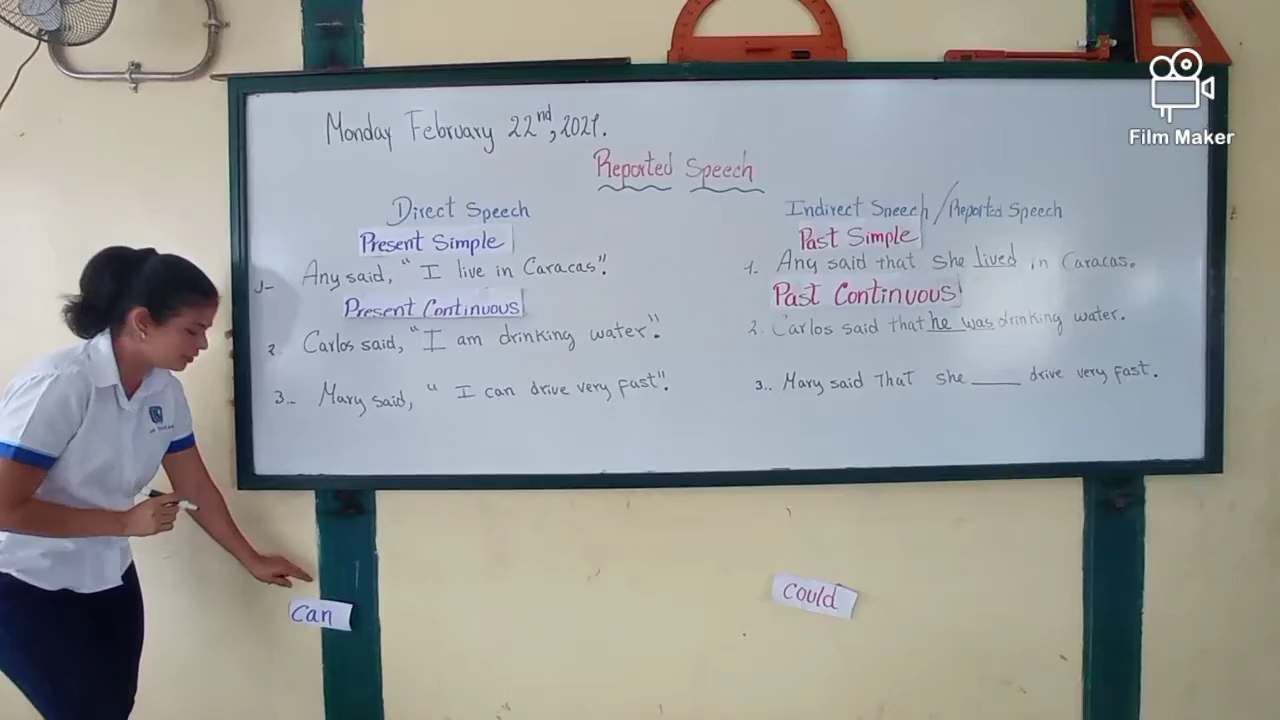 Monday February 22nd, 2021.
Reported Speech
Direct Speech
Present Simple
1- Any said, "I live in Caracas".
Present Continuous
2. Carlos said, "I am drinking water".
3- Mary said, "I can drive very fast".
Indirect Speech / Reported Speech
Past Simple
1. Any said that she lived in Caracas.
Past Continuous
2. Carlos said that he was drinking water.
3.. Mary said That she ____ drive very fast.
Can
Could
Film Maker